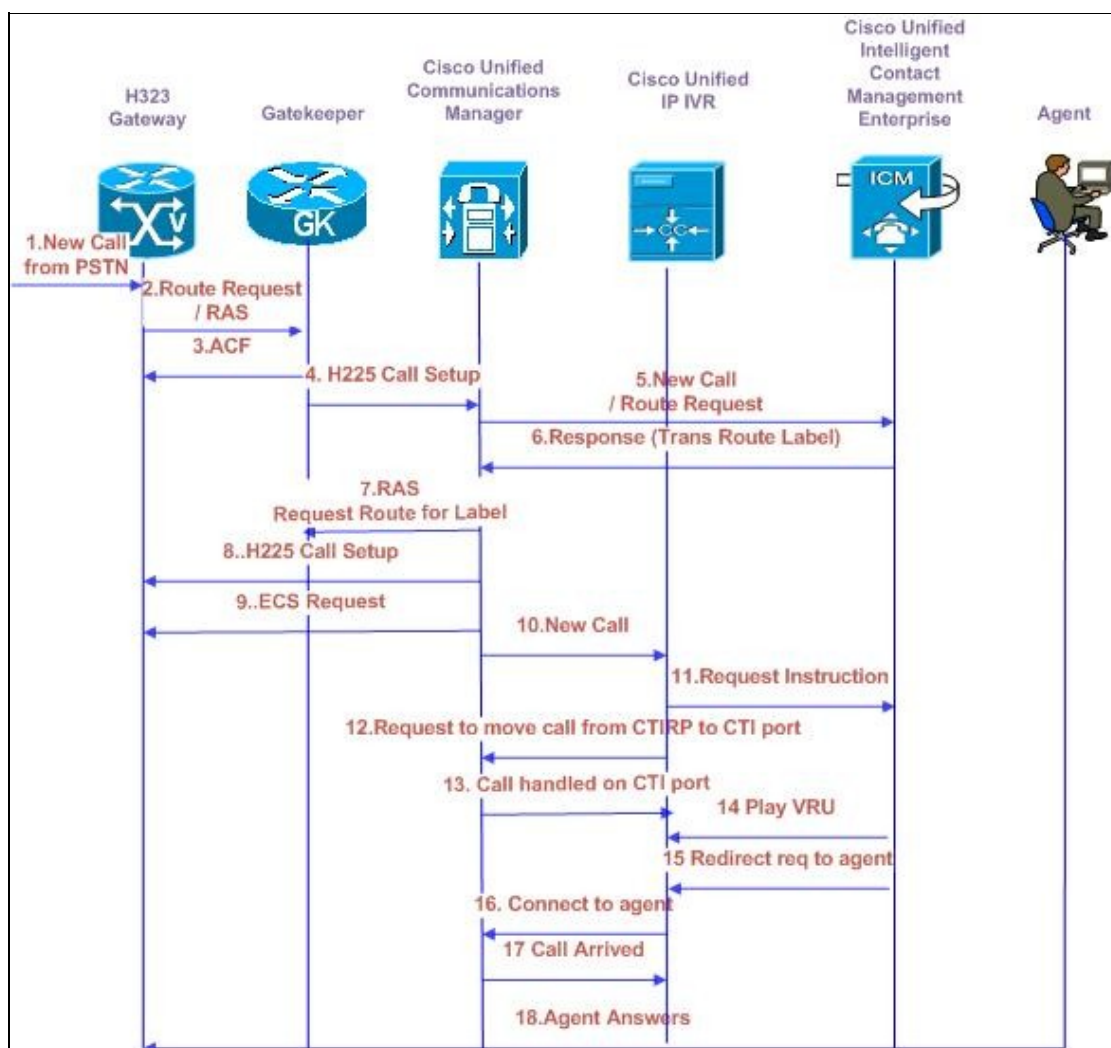 H323
Gateway
Gatekeeper
Cisco Unified
Communications
Manager
Cisco Unified
IP IVR
Cisco Unified
Intelligent
Contact
Management
Enterprise
Agent
V
GK
CC
ICM
1.New Call
from PSTN
2.Route Request
/ RAS
3.ACF
4. H225 Call Setup
5.New Call
/ Route Request
6.Response (Trans Route Label)
7.RAS
Request Route for Label
8..H225 Call Setup
9..ECS Request
10.New Call
11.Request Instruction
12.Request to move call from CTIRP to CTI port
13. Call handled on CTI port
14 Play VRU
15 Redirect req to agent
16. Connect to agent
17 Call Arrived
18.Agent Answers